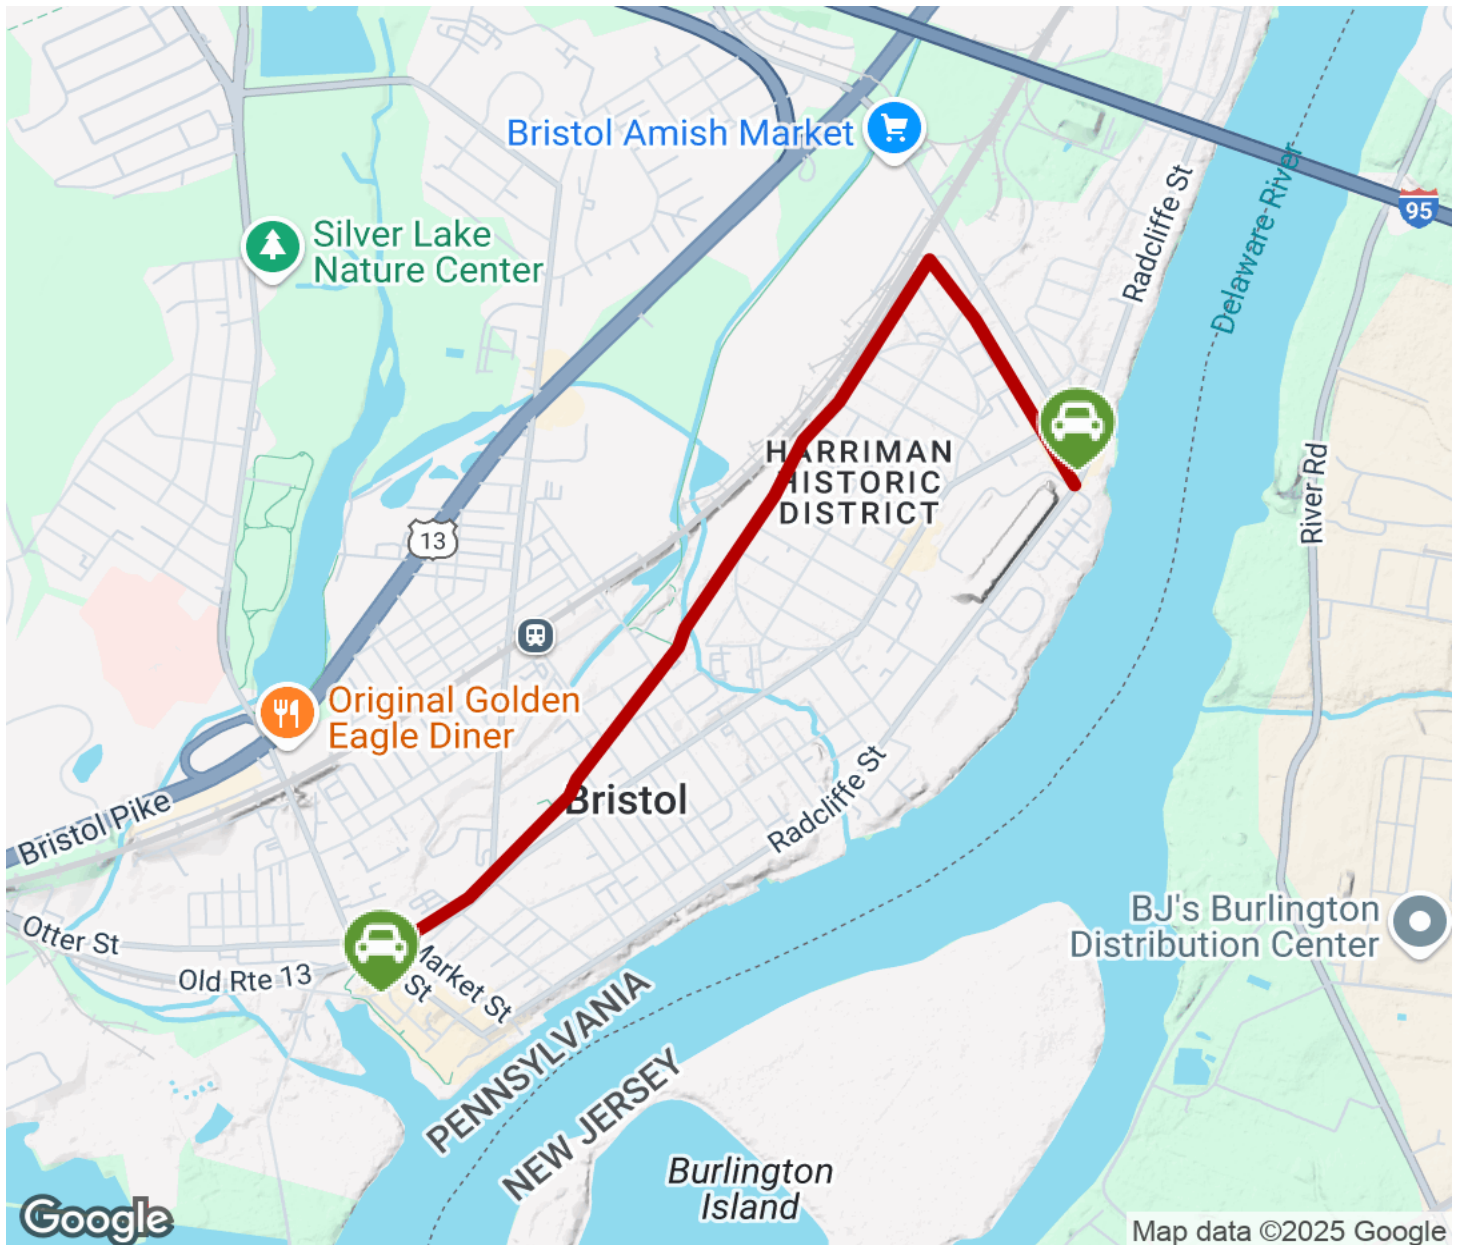 Bristol Amish Market
95
Radcliffe St
Delaware River
Silver Lake
Nature Center
HARRIMAN
HISTORIC
DISTRICT
River Rd
13
Original Golden
Eagle Diner
Bristol Pike
Bristol
Radcliffe St
Otter St
Old Rte 13
Market St
St
BJ's Burlington
Distribution Center
PENNSYLVANIA
NEW JERSEY
Burlington
Island
Google
Map data ©2025 Google